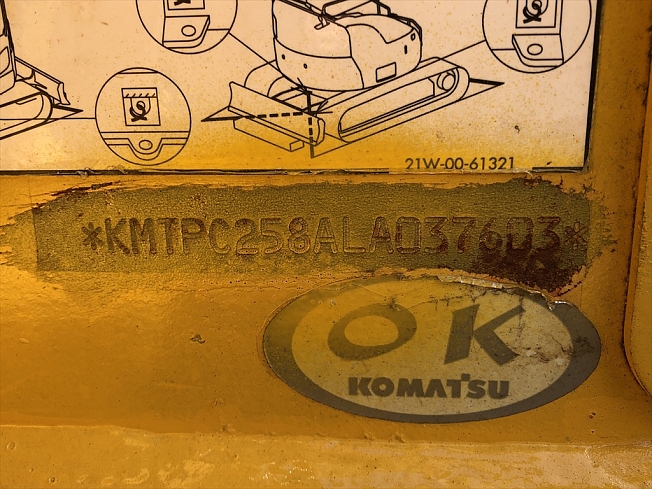 21W-00-61321
*KMTPC258ALA037603*
OK
KOMATSU